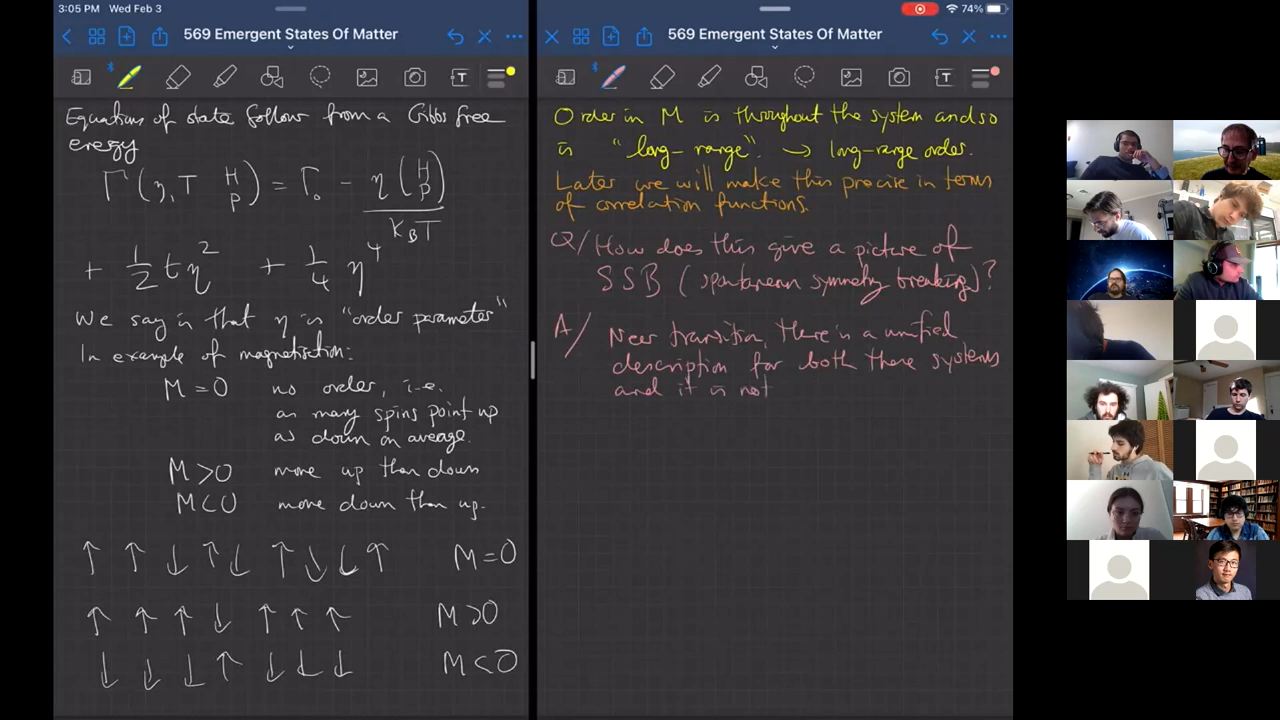 3:05 PM Wed Feb 3
74%
569 Emergent States Of Matter
569 Emergent States Of Matter
Equations of state follow from a Gibbs free
energy
Γ(η, T H P) = Γ₀ - η (H P) / K_B T
+ 1/2 t η² + 1/4 η⁴
We say is that η is "order parameter"
In example of magnetisation:
M = 0 no order, i.e.
as many spins point up
as down on average.
M > 0 more up than down
M < 0 more down than up.
↑ ↑ ↓ ↑ ↓ ↑ ↓ ↓ ↑ M = 0
↑ ↑ ↑ ↓ ↑ ↑ ↑ M > 0
↓ ↓ ↓ ↑ ↓ ↓ ↓ M < 0
Order in M is throughout the system and so
is "long-range". → long-range order.
Later we will make this precise in terms
of correlation functions.
Q/ How does this give a picture of
SSB (spontaneous symmetry breaking)?
A/ Near transition, there is a unified
description for both these systems
and it is not